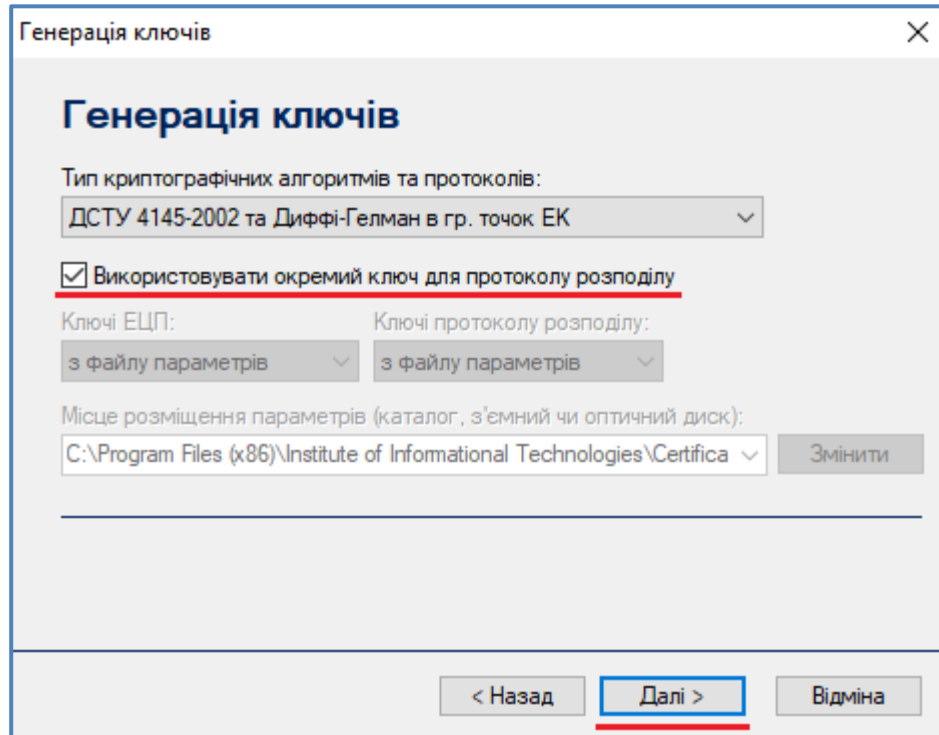 Генерація ключів
Генерація ключів
Тип криптографічних алгоритмів та протоколів:
ДСТУ 4145-2002 та Диффі-Гелман в гр. точок ЕК
Використовувати окремий ключ для протоколу розподілу
Ключі ЕЦП: Ключі протоколу розподілу:
з файлу параметрів з файлу параметрів
Місце розміщення параметрів (каталог, з'ємний чи оптичний диск):
C:\Program Files (x86)\Institute of Informational Technologies\Certifica Змінити
< Назад Далі > Відміна